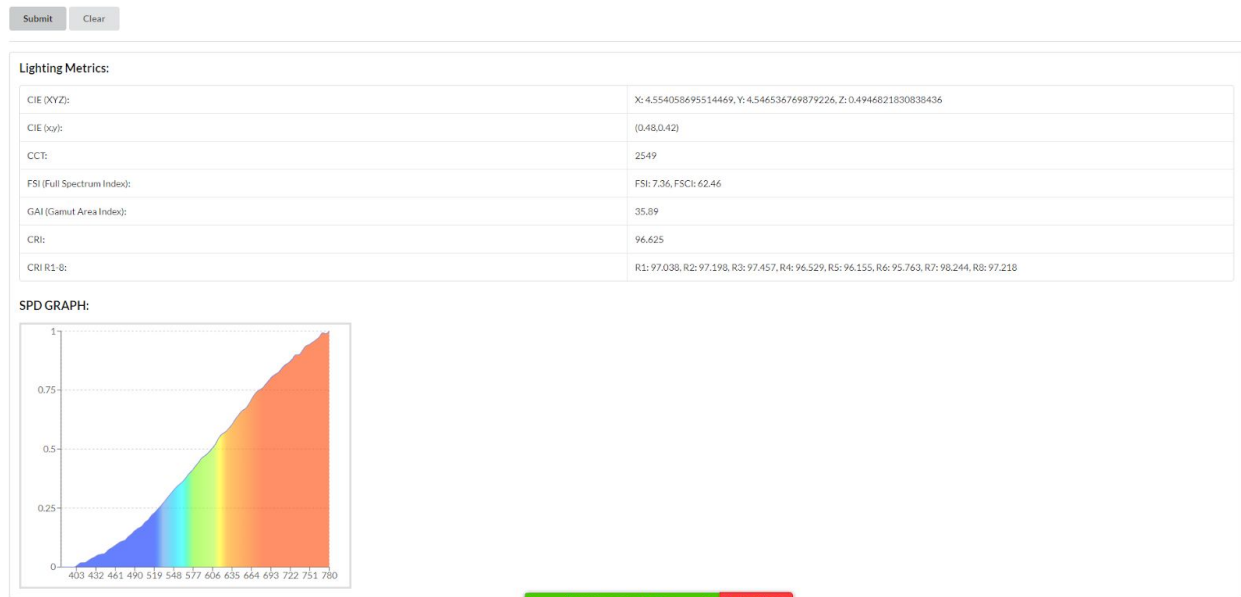 Submit Clear
Lighting Metrics:
CIE (XYZ): X: 4.554058695514469, Y: 4.546536769879226, Z: 0.4946821830838436
CIE (x,y): (0.48,0.42)
CCT: 2549
FSI (Full Spectrum Index): FSI: 7.36, FSCI: 62.46
GAI (Gamut Area Index): 35.89
CRI: 96.625
CRI R1-8: R1: 97.038, R2: 97.198, R3: 97.457, R4: 96.529, R5: 96.155, R6: 95.763, R7: 98.244, R8: 97.218
SPD GRAPH:
1
0.75
0.5
0.25
0
403 432 461 490 519 548 577 606 635 664 693 722 751 780